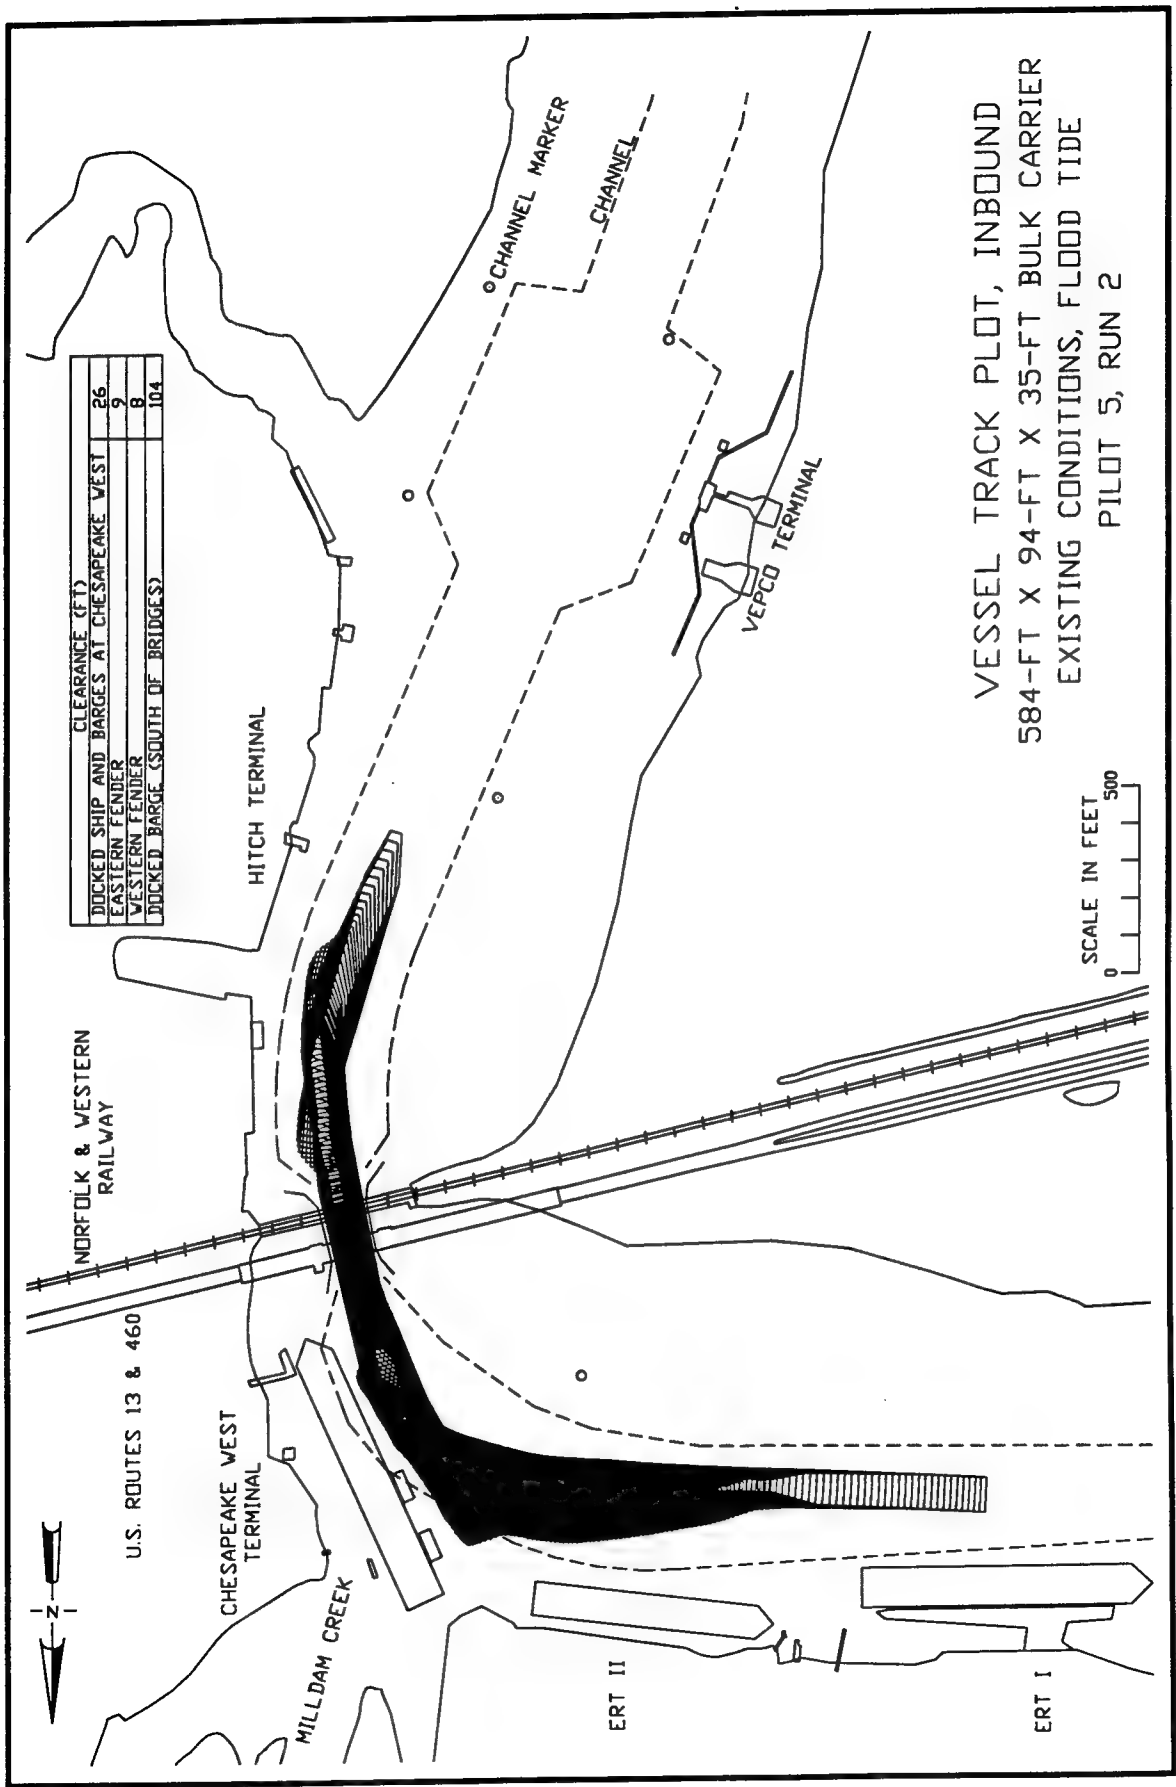 CLEARANCE (FT)
DOCKED SHIP AND BARGES AT CHESAPEAKE WEST 26
EASTERN FENDER 9
WESTERN FENDER 8
DOCKED BARGE (SOUTH OF BRIDGES) 104
CHANNEL MARKER
CHANNEL
HITCH TERMINAL
VEPCO TERMINAL
NORFOLK & WESTERN
RAILWAY
U.S. ROUTES 13 & 460
CHESAPEAKE WEST
TERMINAL
MILLDAM CREEK
ERT II
ERT I
N
SCALE IN FEET
0 500
VESSEL TRACK PLOT, INBOUND
584-FT X 94-FT X 35-FT BULK CARRIER
EXISTING CONDITIONS, FLOOD TIDE
PILOT 5, RUN 2